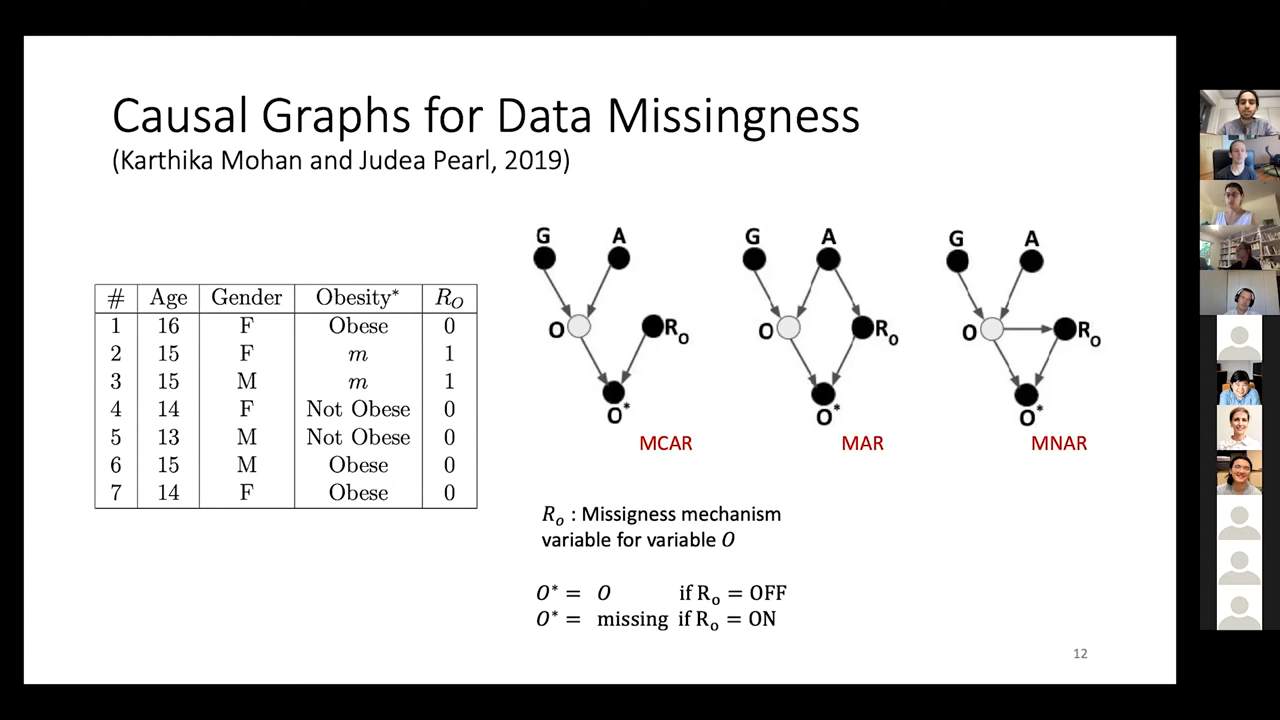 Causal Graphs for Data Missingness
(Karthika Mohan and Judea Pearl, 2019)
# Age Gender Obesity* R_O
1 16 F Obese 0
2 15 F m 1
3 15 M m 1
4 14 F Not Obese 0
5 13 M Not Obese 0
6 15 M Obese 0
7 14 F Obese 0
G A
O R_o
O*
MCAR
G A
O R_o
O*
MAR
G A
O R_o
O*
MNAR
R_o : Missigness mechanism
variable for variable O
O* = O if R_o = OFF
O* = missing if R_o = ON
12